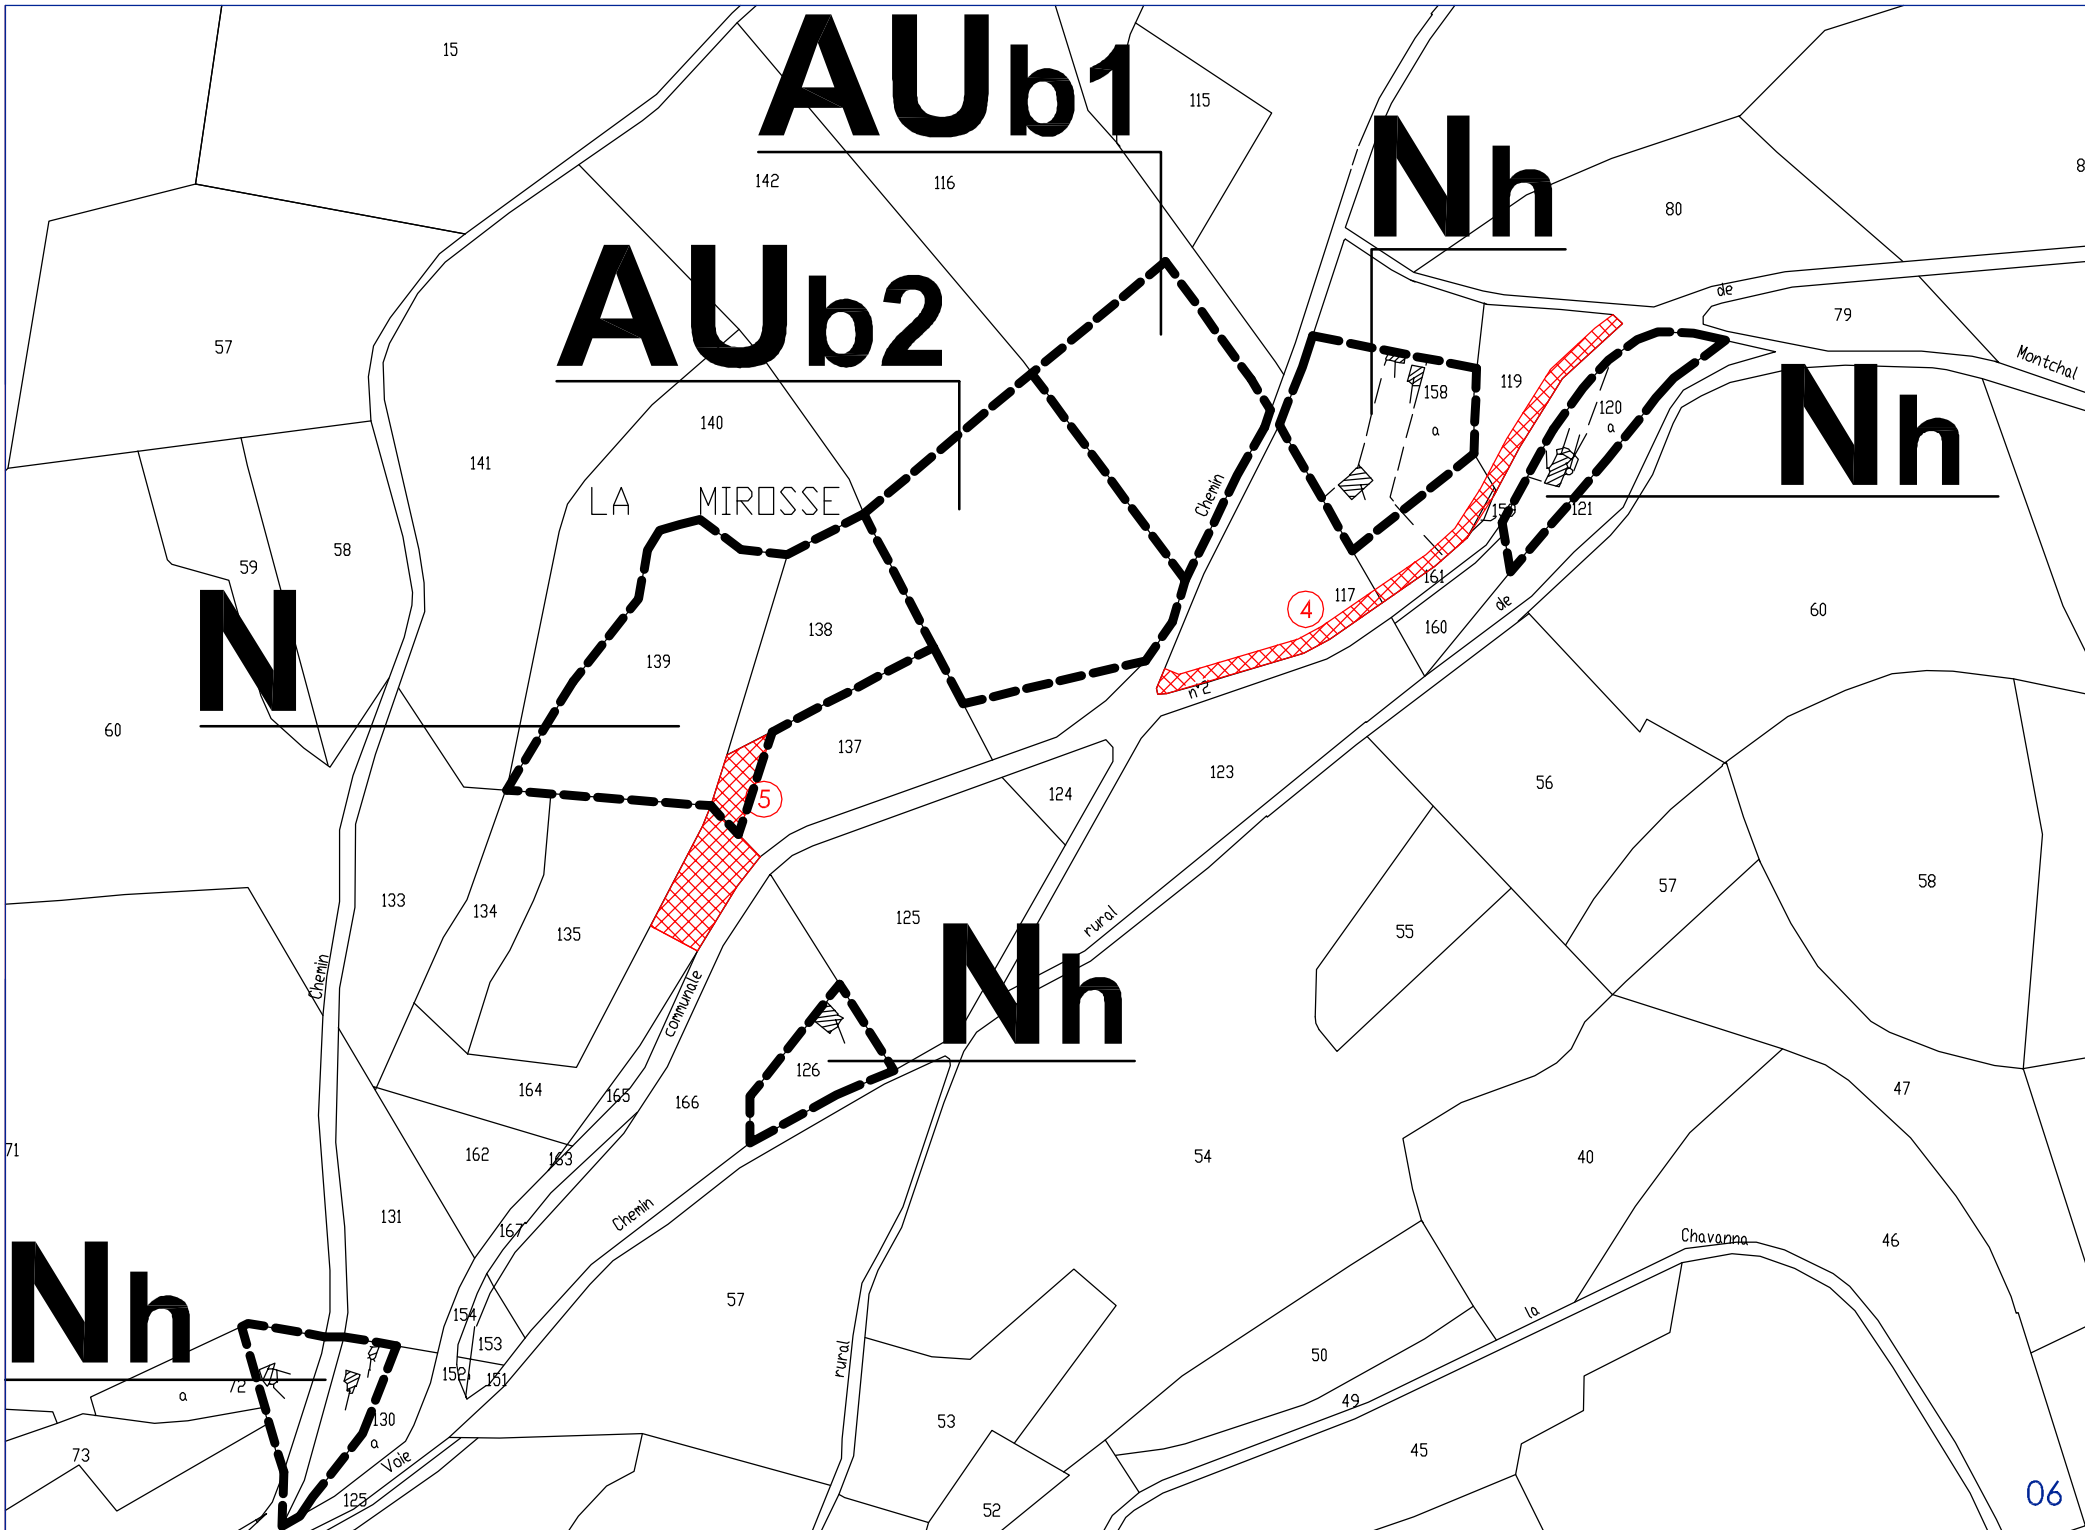 15
AUb1
115
Nh
142
116
80
8
AUb2
de
79
57
Montchal
119
158
a
120
a
Nh
140
141
LA MIROSSE
Chemin
159
121
58
59
161
117
4
de
60
N
138
160
139
n°2
60
137
123
5
124
56
57
58
133
134
135
125
rural
55
Nh
Chemin
communale
126
164
165
166
47
71
162
163
54
40
131
Chemin
167
Chavanna
46
Nh
57
154
la
153
rural
50
152
151
72
a
49
130
a
53
45
73
Voie
125
52
06